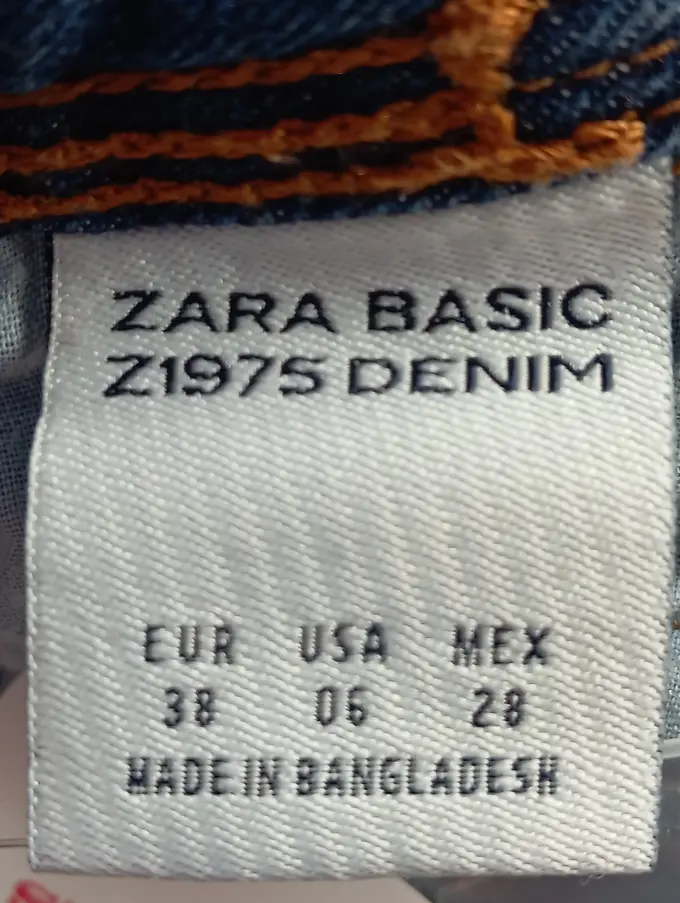 ZARA BASIC
Z1975 DENIM
EUR USA MEX
38 06 28
MADE IN BANGLADESH